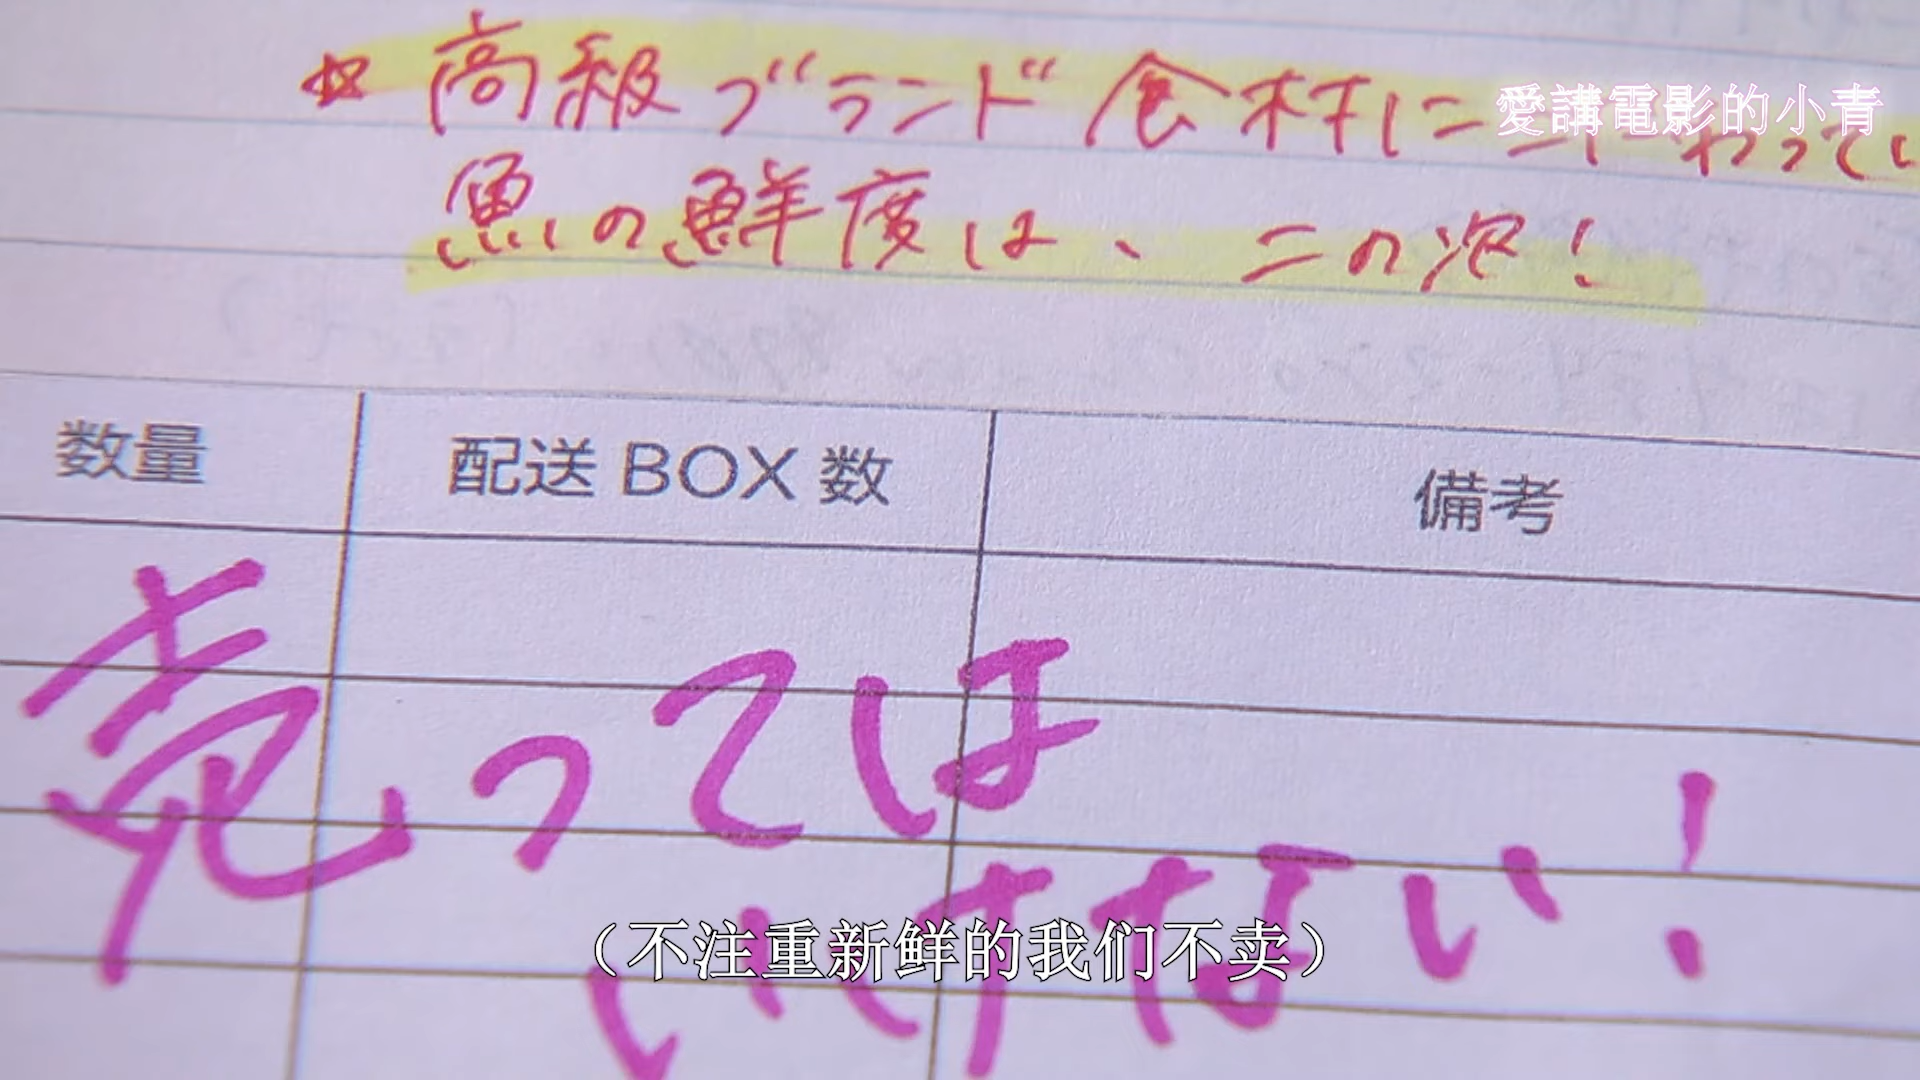 * 高級ブランド食材にこだわってい
愛講電影的小青
魚の鮮度は、二の次!
数量 配送 BOX 数 備考
売っては
いけない!
(不注重新鲜的我们不卖)